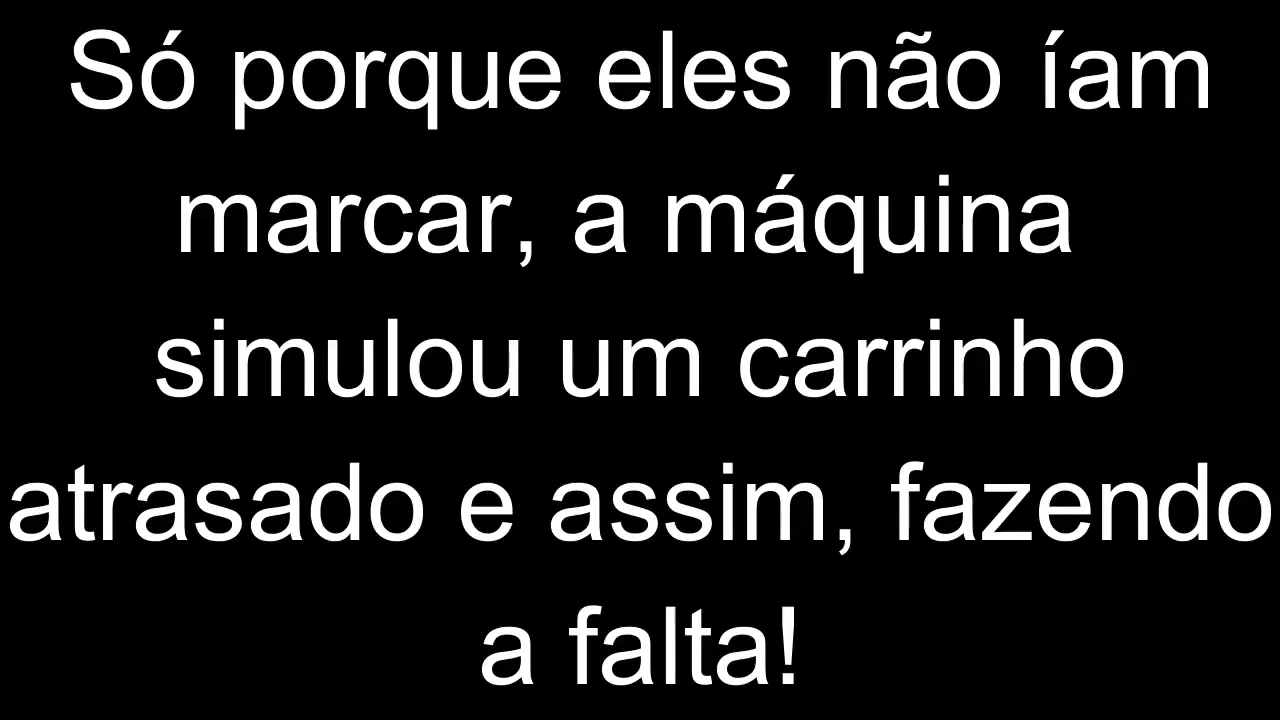 Só porque eles não íam
marcar, a máquina
simulou um carrinho
atrasado e assim, fazendo
a falta!